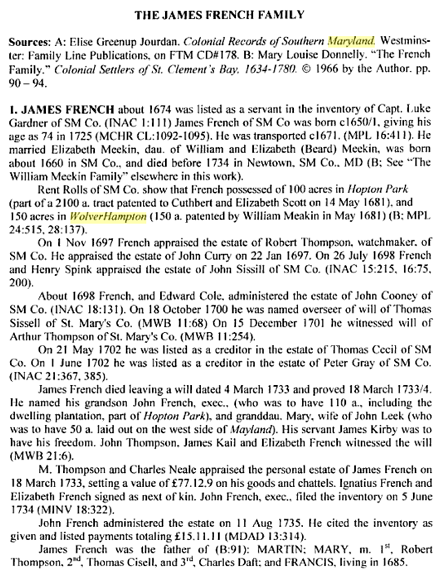 THE JAMES FRENCH FAMILY
Sources: A: Elise Greenup Jourdan. Colonial Records of Southern Maryland. Westmins-
ter: Family Line Publications, on FTM CD#178. B: Mary Louise Donnelly. "The French
Family." Colonial Settlers of St. Clement's Bay. 1634-1780. © 1966 by the Author. pp.
90 – 94.
1. JAMES FRENCH about 1674 was listed as a servant in the inventory of Capt. Luke
Gardner of SM Co. (INAC 1:111) James French of SM Co was born c1650/1, giving his
age as 74 in 1725 (MCHR CL:1092-1095). He was transported c1671. (MPL 16:411). He
married Elizabeth Meekin, dau. of William and Elizabeth (Beard) Meekin, was born
about 1660 in SM Co., and died before 1734 in Newtown, SM Co., MD (B; See "The
William Meekin Family" elsewhere in this work).
Rent Rolls of SM Co. show that French possessed of 100 acres in Hopton Park
(part of a 2100 a. tract patented to Cuthbert and Elizabeth Scott on 14 May 1681), and
150 acres in WolverHampton (150 a. patented by William Meakin in May 1681) (B; MPL
24:515, 28:137).
On 1 Nov 1697 French appraised the estate of Robert Thompson, watchmaker, of
SM Co. He appraised the estate of John Curry on 22 Jan 1697. On 26 July 1698 French
and Henry Spink appraised the estate of John Sissill of SM Co. (INAC 15:215, 16:75,
200).
About 1698 French, and Edward Cole, administered the estate of John Cooney of
SM Co. (INAC 18:131). On 18 October 1700 he was named overseer of will of Thomas
Sissell of St. Mary's Co. (MWB 11:68) On 15 December 1701 he witnessed will of
Arthur Thompson of St. Mary's Co. (MWB 11:254).
On 21 May 1702 he was listed as a creditor in the estate of Thomas Cecil of SM
Co. On 1 June 1702 he was listed as a creditor in the estate of Peter Gray of SM Co.
(INAC 21:367, 385).
James French died leaving a will dated 4 March 1733 and proved 18 March 1733/4.
He named his grandson John French, exec., (who was to have 110 a., including the
dwelling plantation, part of Hopton Park), and granddau. Mary, wife of John Leek (who
was to have 50 a. laid out on the west side of Mayland). His servant James Kirby was to
have his freedom. John Thompson, James Kail and Elizabeth French witnessed the will
(MWB 21:6).
M. Thompson and Charles Neale appraised the personal estate of James French on
18 March 1733, setting a value of £77.12.9 on his goods and chattels. Ignatius French and
Elizabeth French signed as next of kin. John French, exec., filed the inventory on 5 June
1734 (MINV 18:322).
John French administered the estate on 11 Aug 1735. He cited the inventory as
given and listed payments totaling £15.11.11 (MDAD 13:314).
James French was the father of (B:91): MARTIN; MARY, m. 1st, Robert
Thompson, 2nd, Thomas Cisell, and 3rd, Charles Daft; and FRANCIS, living in 1685.